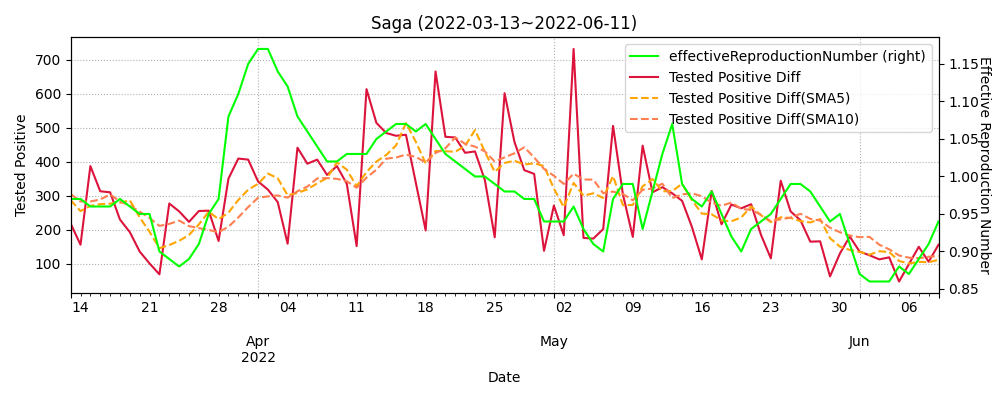 Saga (2022-03-13~2022-06-11)
effectiveReproductionNumber (right)
Tested Positive Diff
Tested Positive Diff(SMA5)
Tested Positive Diff(SMA10)
Tested Positive
700
600
500
400
300
200
100
Effective Reproduction Number
1.15
1.10
1.05
1.00
0.95
0.90
0.85
14 21 28 04 11 18 25 02 09 16 23 30 06
Apr May Jun
2022
Date